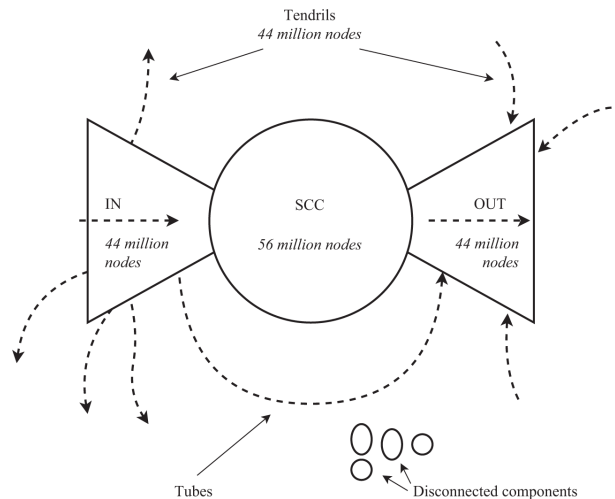 Tendrils
44 million nodes
IN
SCC
OUT
44 million
nodes
56 million nodes
44 million
nodes
Tubes
Disconnected components